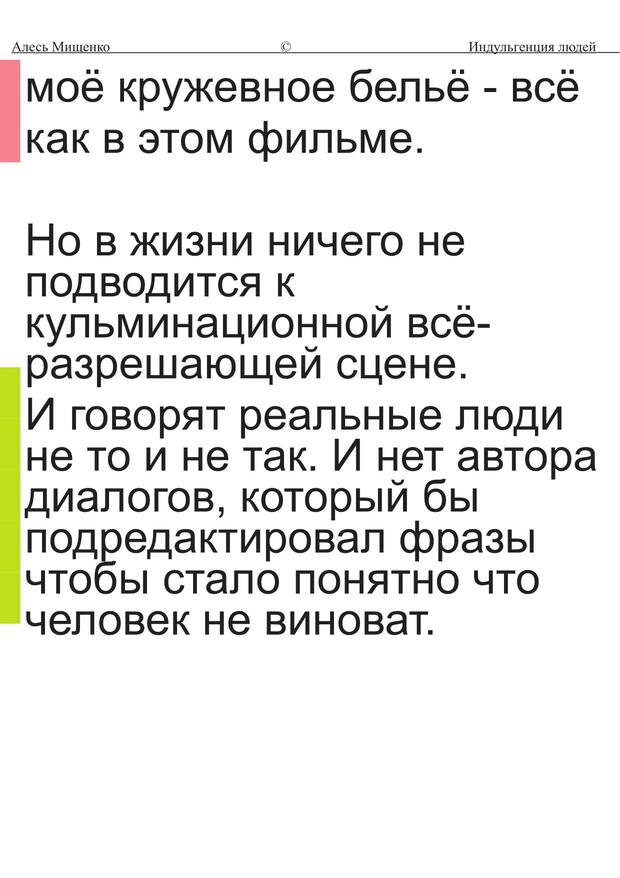 Алесь Мищенко © Индульгенция людей
моё кружевное бельё - всё
как в этом фильме.
Но в жизни ничего не
подводится к
кульминационной всё-
разрешающей сцене.
И говорят реальные люди
не то и не так. И нет автора
диалогов, который бы
подредактировал фразы
чтобы стало понятно что
человек не виноват.